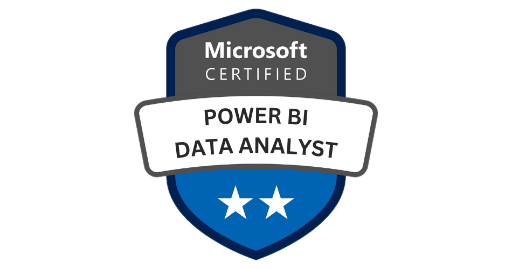 Microsoft
CERTIFIED
POWER BI
DATA ANALYST